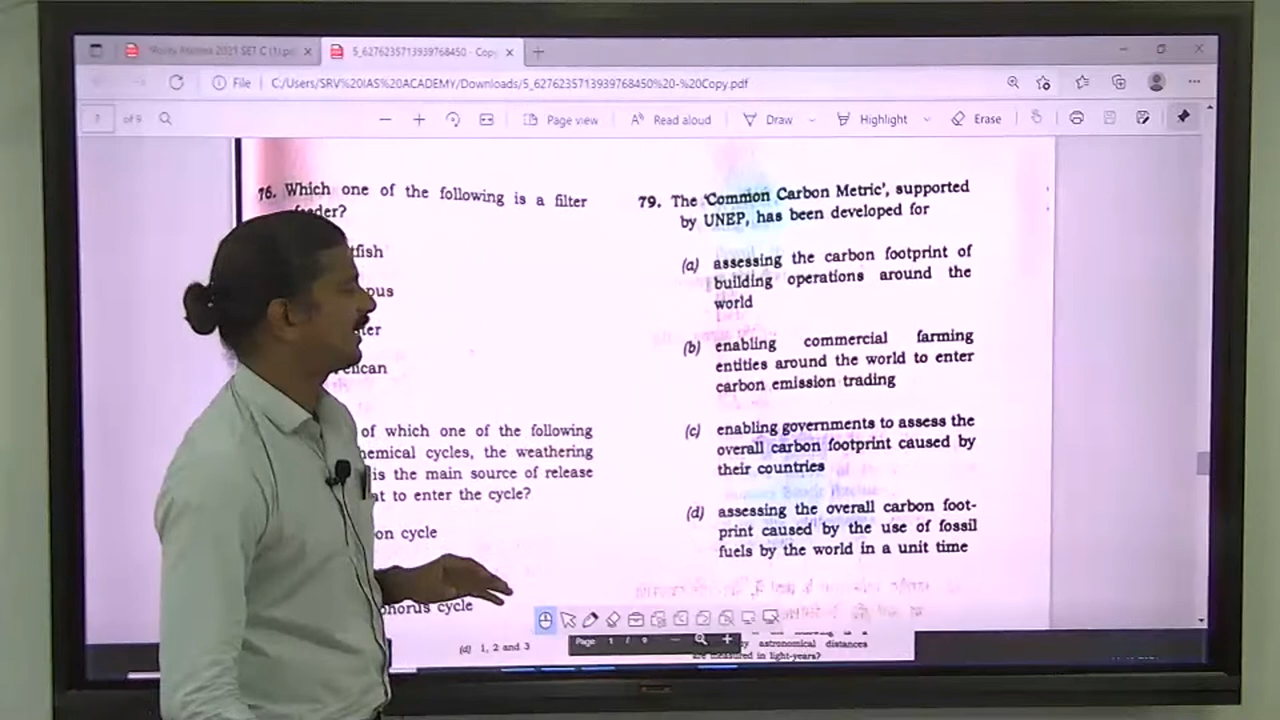 5_6276235713939768450 - Copy
File
C:/Users/SRV%20IAS%20ACADEMY/Downloads/5_6276235713939768450%20-%20Copy.pdf
of 9
Page view
Read aloud
Draw
Highlight
Erase
76. Which one of the following is a filter
feeder?
tfish
pus
ter
elican
of which one of the following
hemical cycles, the weathering
is the main source of release
at to enter the cycle?
on cycle
phorus cycle
(d) 1, 2 and 3
79. The 'Common Carbon Metric', supported
by UNEP, has been developed for
(a) assessing the carbon footprint of
building operations around the
world
(b) enabling commercial farming
entities around the world to enter
carbon emission trading
(c) enabling governments to assess the
overall carbon footprint caused by
their countries
(d) assessing the overall carbon foot-
print caused by the use of fossil
fuels by the world in a unit time
Page 1 / 9
astronomical distances
are measured in light-years?